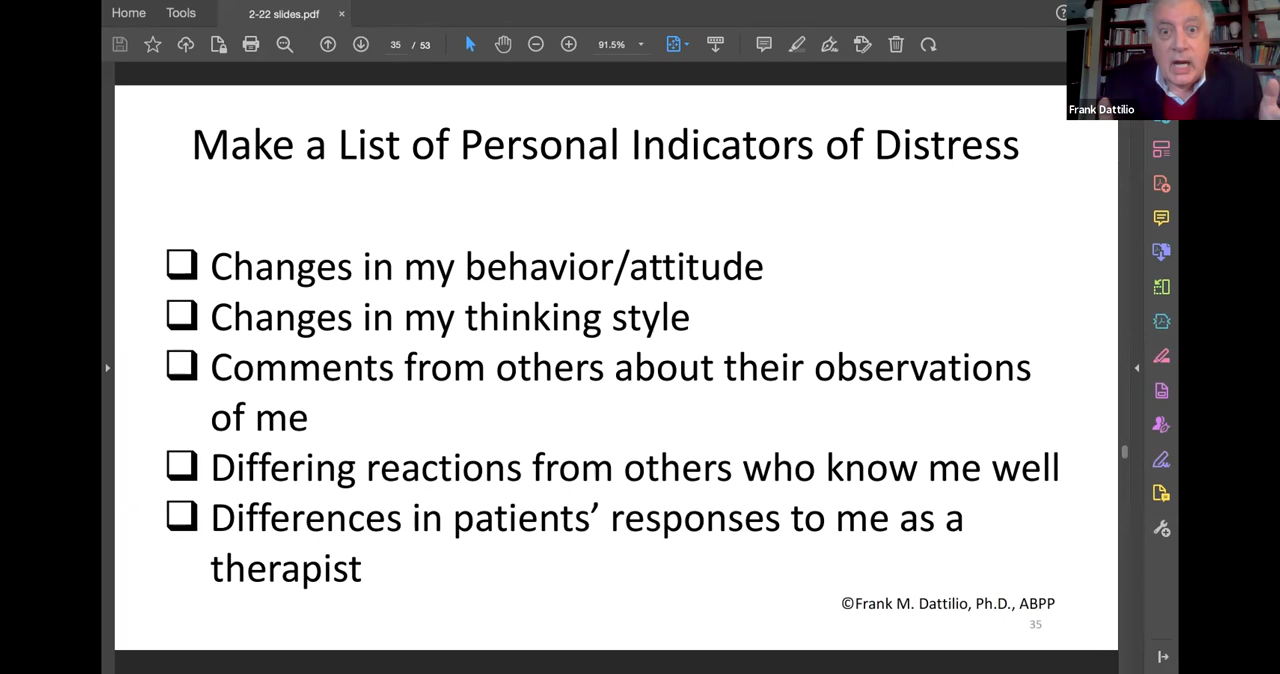 Home Tools 2-22 slides.pdf ×
35 / 53 91.5%
Frank Dattilio
Make a List of Personal Indicators of Distress
❑ Changes in my behavior/attitude
❑ Changes in my thinking style
❑ Comments from others about their observations
of me
❑ Differing reactions from others who know me well
❑ Differences in patients’ responses to me as a
therapist
©Frank M. Dattilio, Ph.D., ABPP
35